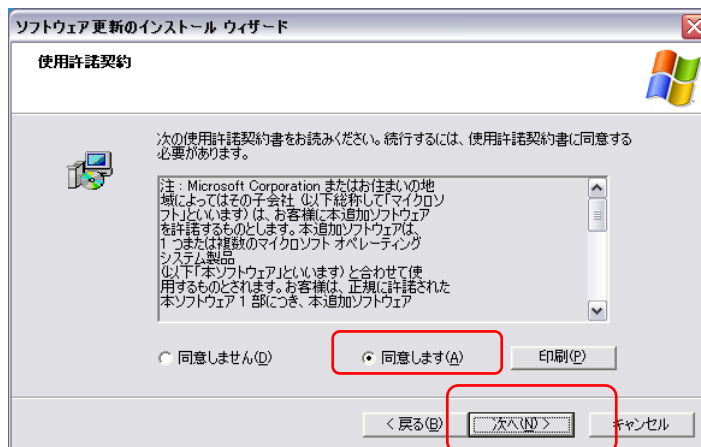 ソフトウェア更新のインストール ウィザード
使用許諾契約
次の使用許諾契約書をお読みください。続行するには、使用許諾契約書に同意する
必要があります。
注 : Microsoft Corporation またはお住まいの地
域によってはその子会社 (以下総称して「マイクロソ
フト」といいます) は、お客様に本追加ソフトウェア
を許諾するものとします。本追加ソフトウェアは、
1 つまたは複数のマイクロソフト オペレーティング
システム製品
(以下「本ソフトウェア」といいます) と合わせて使
用するものとされます。お客様は、正規に許諾された
本ソフトウェア 1 部につき、本追加ソフトウェア
同意しません(D)
同意します(A)
印刷(P)
< 戻る(B)
次へ(N) >
キャンセル